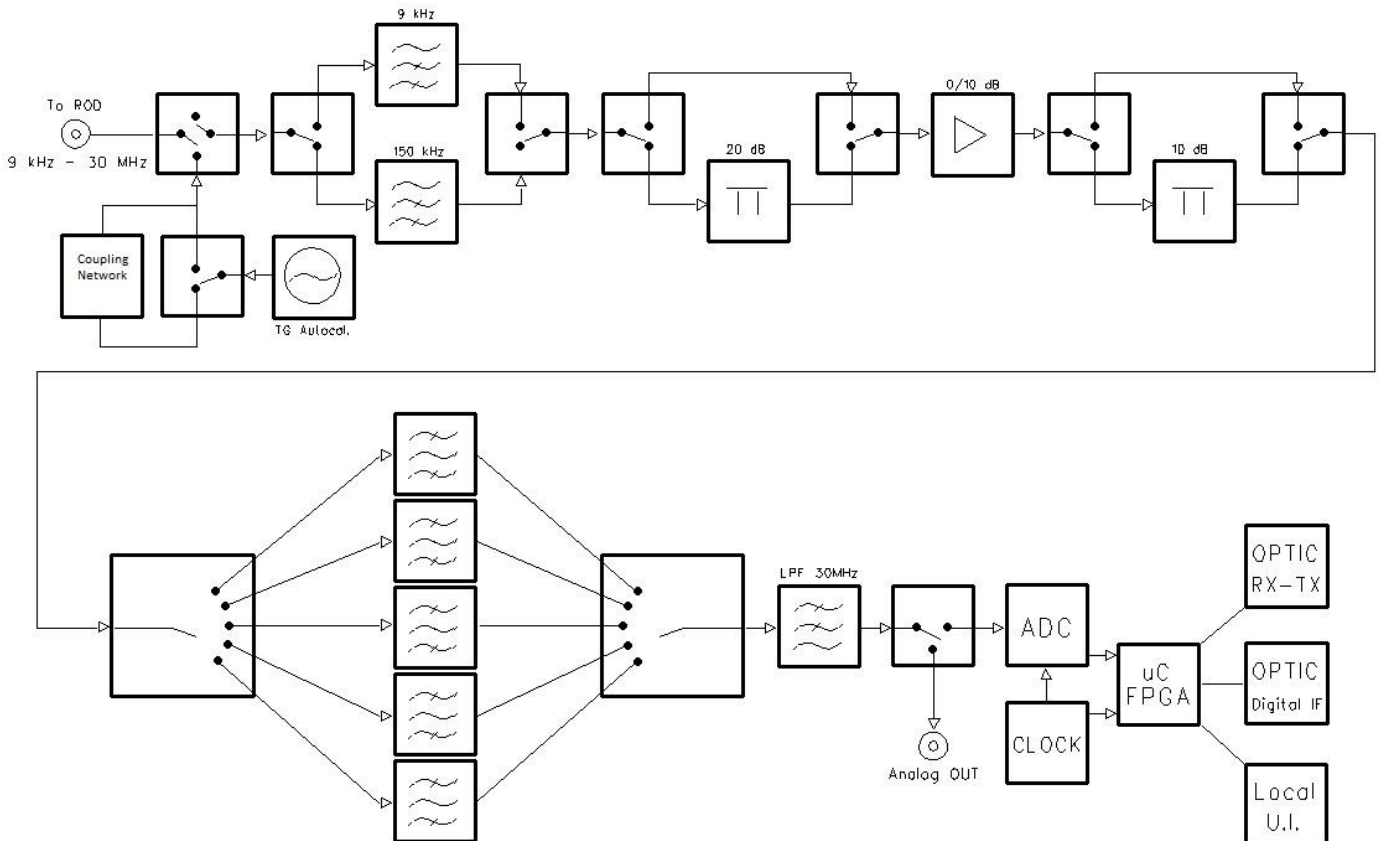 9 kHz
To ROD
0/10 dB
9 kHz - 30 MHz
150 kHz
20 dB
10 dB
Coupling
Network
TG Autocal.
LPF 30MHz
OPTIC
RX-TX
ADC
uC
FPGA
OPTIC
Digital IF
CLOCK
Analog OUT
Local
U.I.